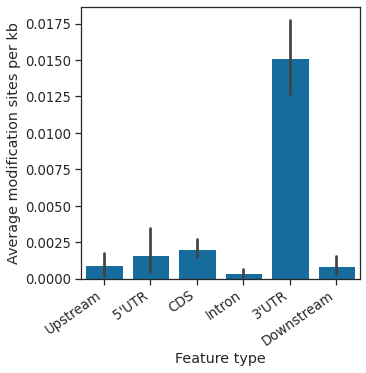 Average modification sites per kb
0.0175
0.0150
0.0125
0.0100
0.0075
0.0050
0.0025
0.0000
Upstream
5'UTR
CDS
Intron
3'UTR
Downstream
Feature type